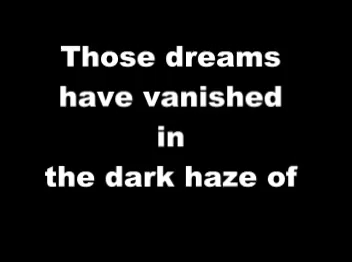 Those dreams
have vanished
in
the dark haze of